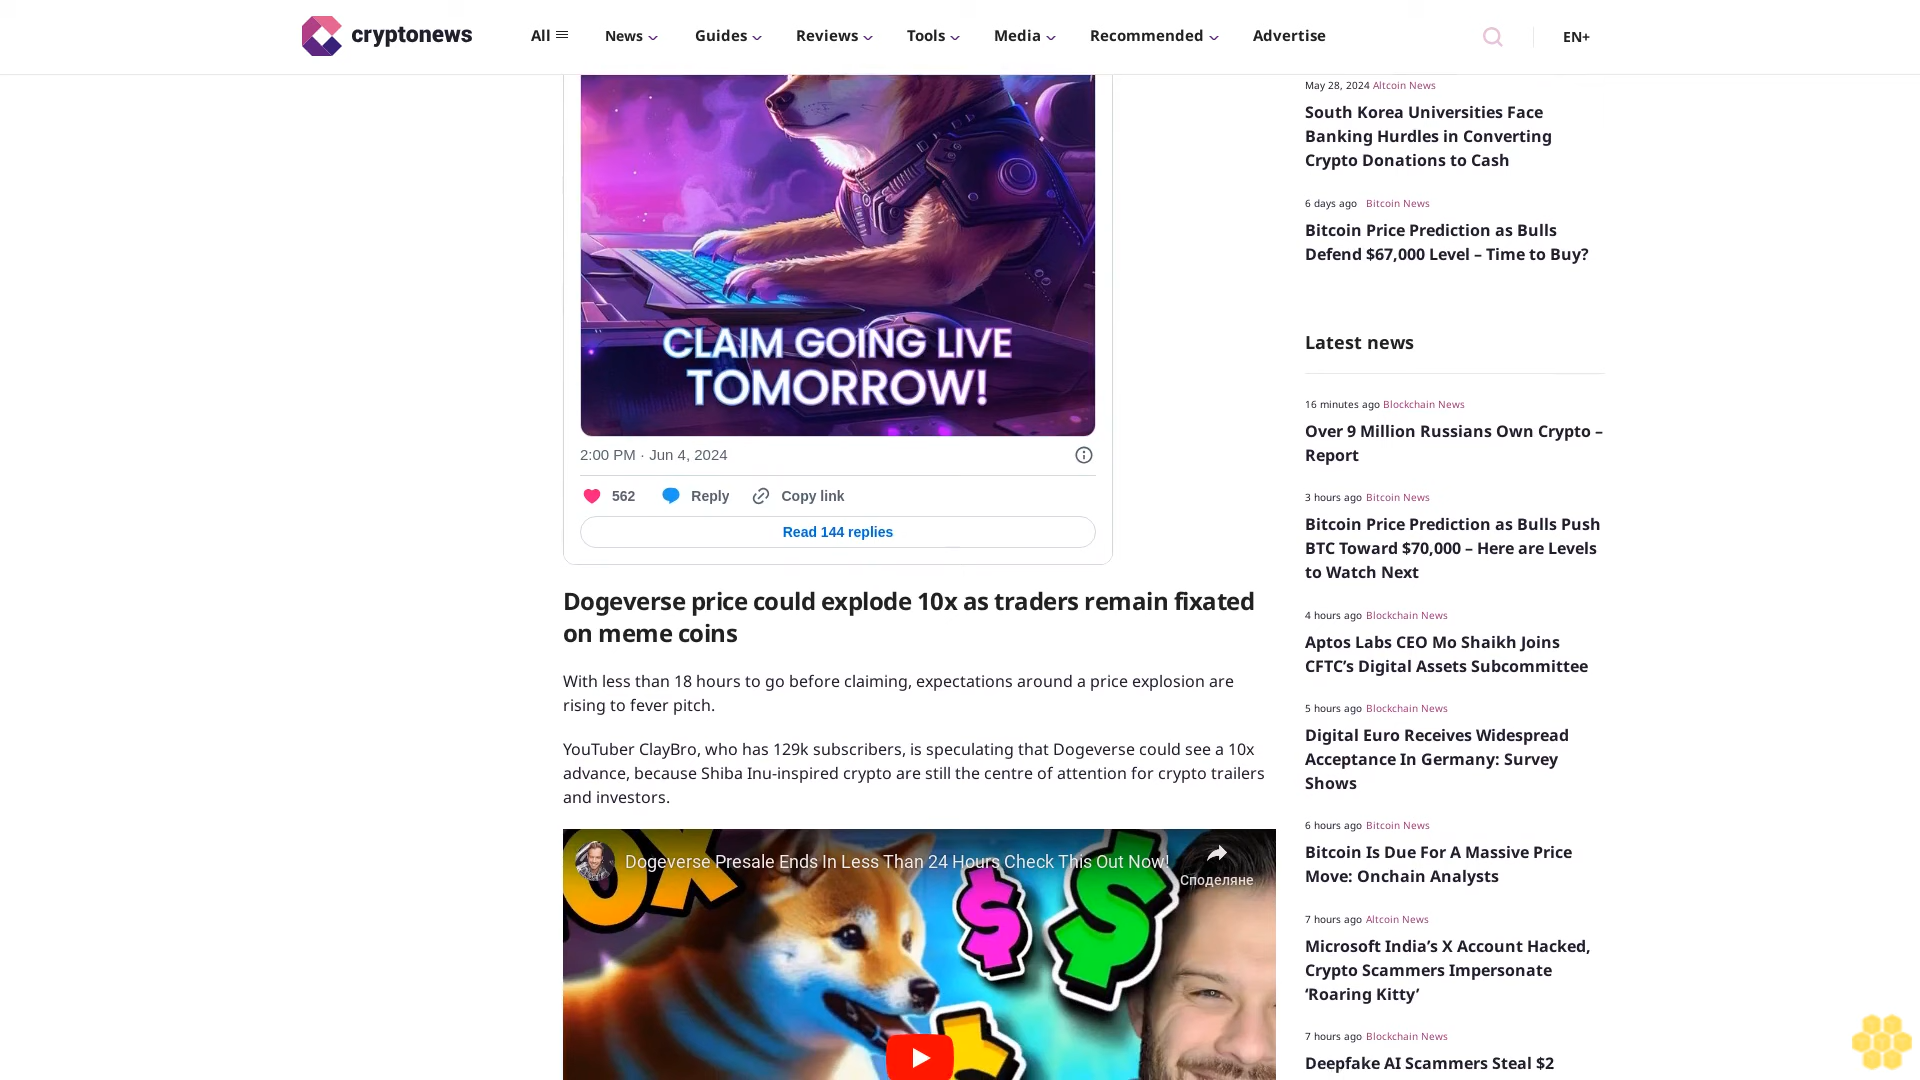 cryptonews
All
News
Guides
Reviews
Tools
Media
Recommended
Advertise
EN+
CLAIM GOING LIVE
TOMORROW!
2:00 PM · Jun 4, 2024
562
Reply
Copy link
Read 144 replies
Dogeverse price could explode 10x as traders remain fixated
on meme coins
With less than 18 hours to go before claiming, expectations around a price explosion are
rising to fever pitch.
YouTuber ClayBro, who has 129k subscribers, is speculating that Dogeverse could see a 10x
advance, because Shiba Inu-inspired crypto are still the centre of attention for crypto trailers
and investors.
Dogeverse Presale Ends In Less Than 24 Hours Check This Out Now!
Споделяне
May 28, 2024 Altcoin News
South Korea Universities Face
Banking Hurdles in Converting
Crypto Donations to Cash
6 days ago Bitcoin News
Bitcoin Price Prediction as Bulls
Defend $67,000 Level – Time to Buy?
Latest news
16 minutes ago Blockchain News
Over 9 Million Russians Own Crypto –
Report
3 hours ago Bitcoin News
Bitcoin Price Prediction as Bulls Push
BTC Toward $70,000 – Here are Levels
to Watch Next
4 hours ago Blockchain News
Aptos Labs CEO Mo Shaikh Joins
CFTC’s Digital Assets Subcommittee
5 hours ago Blockchain News
Digital Euro Receives Widespread
Acceptance In Germany: Survey
Shows
6 hours ago Bitcoin News
Bitcoin Is Due For A Massive Price
Move: Onchain Analysts
7 hours ago Altcoin News
Microsoft India’s X Account Hacked,
Crypto Scammers Impersonate
‘Roaring Kitty’
7 hours ago Blockchain News
Deepfake AI Scammers Steal $2